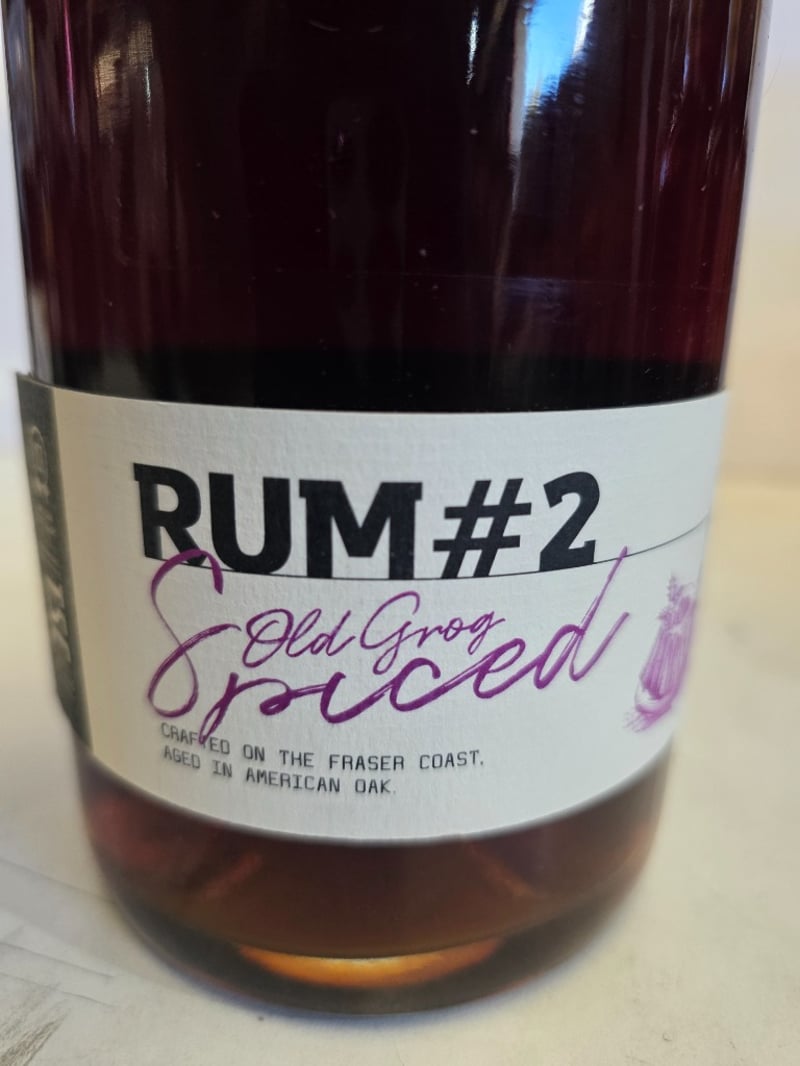 RUM #2
Old Grog
Spiced
CRAFTED ON THE FRASER COAST.
AGED IN AMERICAN OAK.